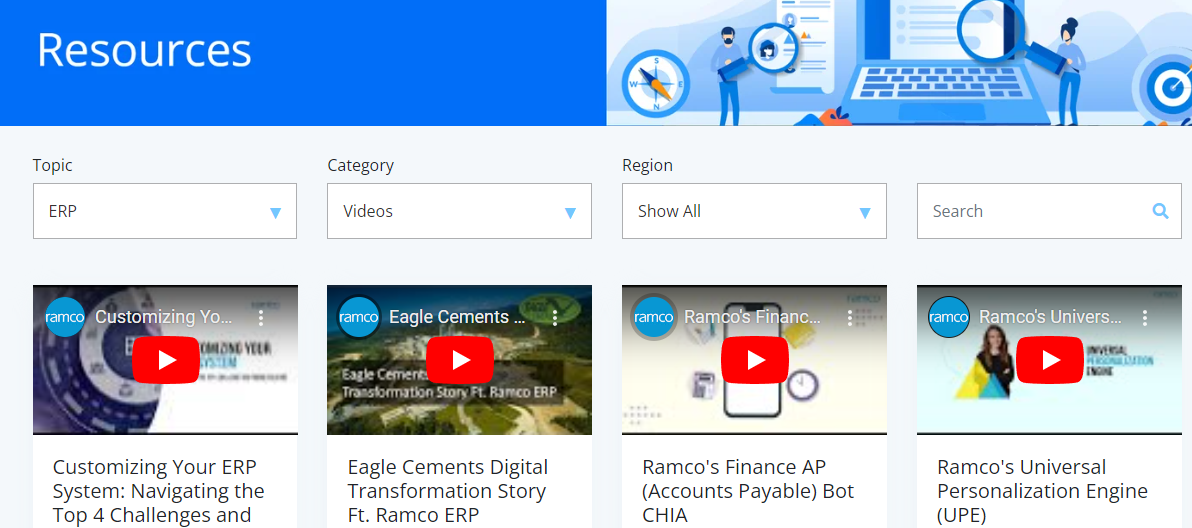 Resources
S
W
E
N
Topic
Category
Region
ERP
Videos
Show All
Search
ramco
Customizing Yo...
OMIZING YOUR
SYSTEM
ramco
Eagle Cements ...
Eagle Cements
Transformation Story Ft. Ramco ERP
ramco
Ramco's Financ...
ramco
Ramco's Univers...
UNIVERSAL
PERSONALIZATION
ENGINE
Customizing Your ERP
System: Navigating the
Top 4 Challenges and
Eagle Cements Digital
Transformation Story
Ft. Ramco ERP
Ramco's Finance AP
(Accounts Payable) Bot
CHIA
Ramco's Universal
Personalization Engine
(UPE)